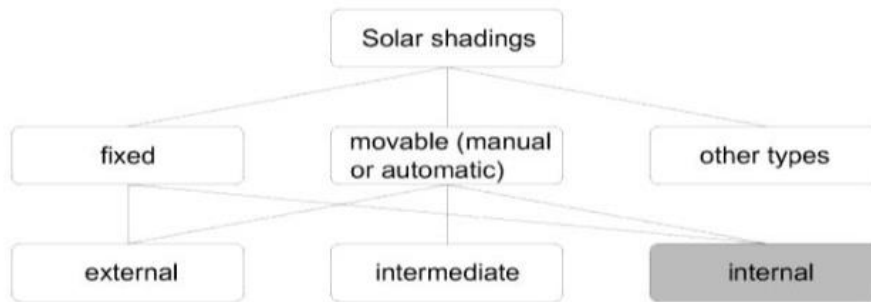 Solar shadings
fixed
movable (manual
or automatic)
other types
external
intermediate
internal